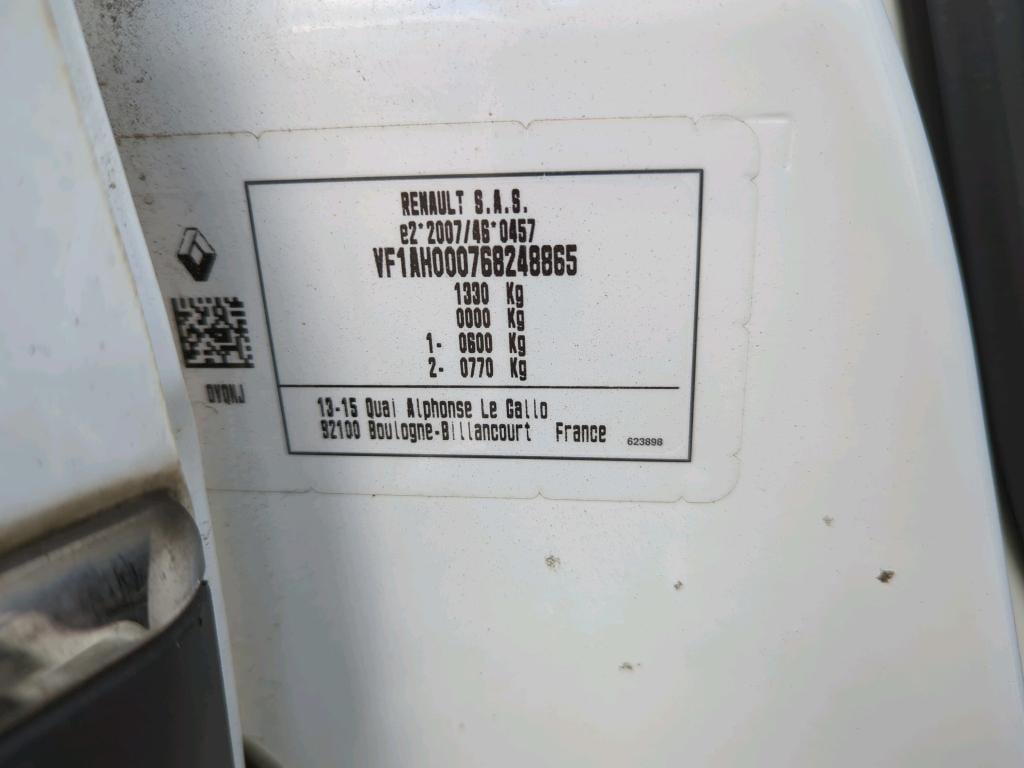 RENAULT S.A.S.
e2*2007/46*0457
VF1AH000768248865
1330 Kg
0000 Kg
1- 0600 Kg
2- 0770 Kg
DVQNJ
13-15 Quai Alphonse Le Gallo
92100 Boulogne-Billancourt France
623898